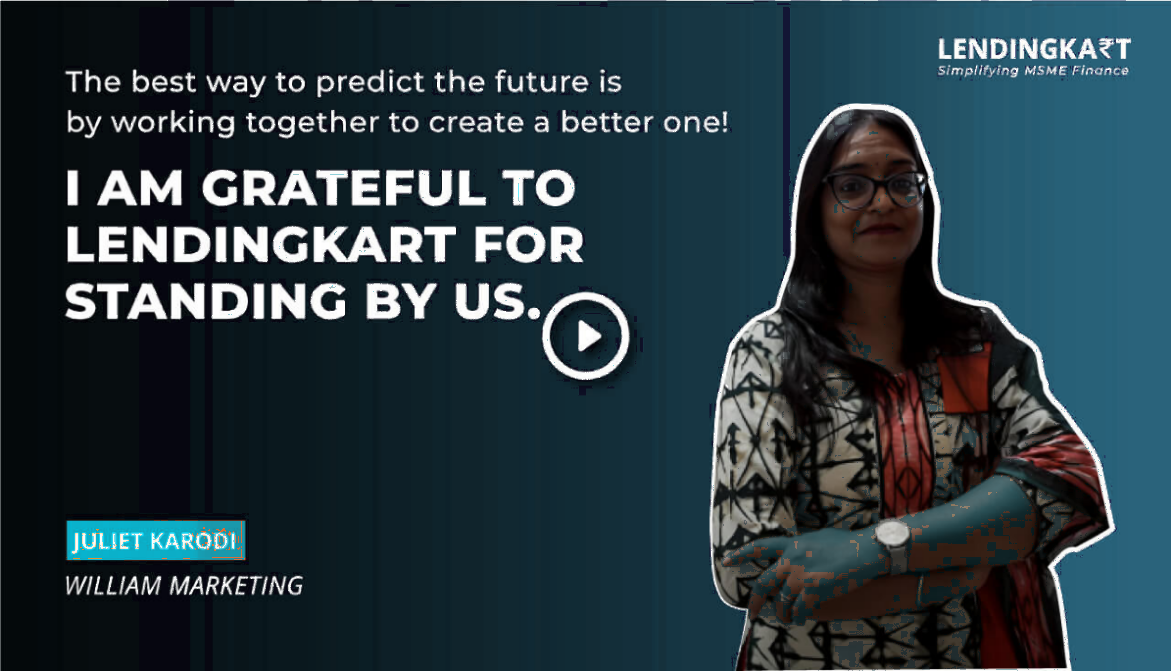 LENDINGKA₹T
Simplifying MSME Finance
The best way to predict the future is
by working together to create a better one!
I AM GRATEFUL TO
LENDINGKART FOR
STANDING BY US.
JULIET KARODI
WILLIAM MARKETING